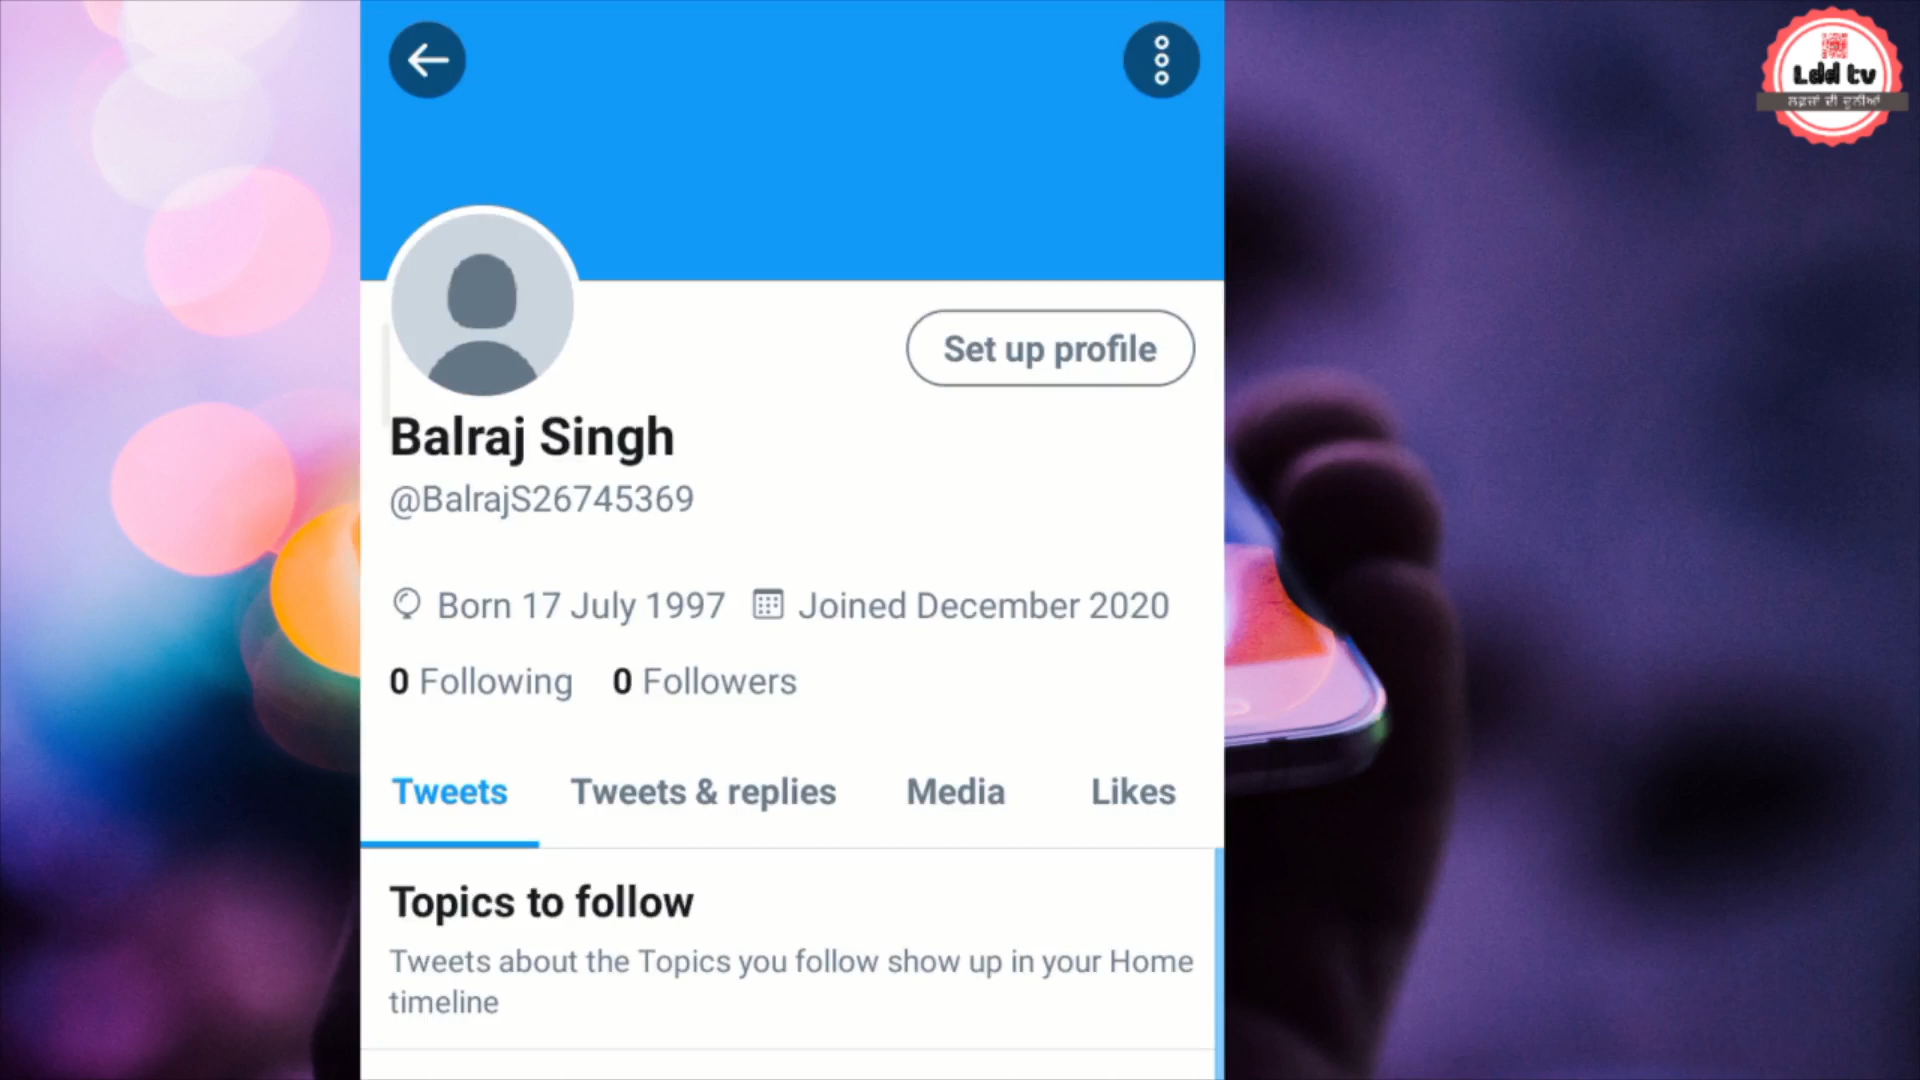 Ldd tv
ਲਫ਼ਜ਼ਾਂ ਦੀ ਦੁਨੀਆਂ
Set up profile
Balraj Singh
@BalrajS26745369
Born 17 July 1997 Joined December 2020
0 Following 0 Followers
Tweets Tweets & replies Media Likes
Topics to follow
Tweets about the Topics you follow show up in your Home
timeline